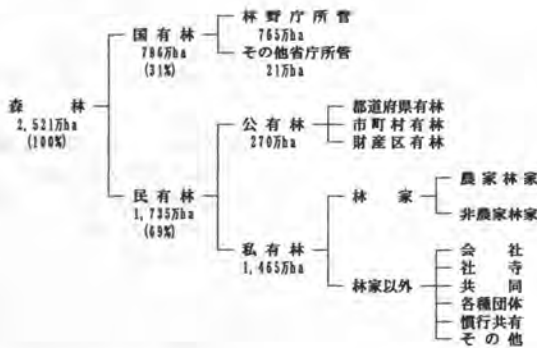 林野庁所管
国有林
765万ha
786万ha
その他省庁所管
(31%)
21万ha
森林
2,521万ha
(100%)
都道府県有林
公有林
市町村有林
270万ha
財産区有林
民有林
1,735万ha
(69%)
農家林家
林家
非農家林家
私有林
1,465万ha
会社
社寺
林家以外
共同
各種団体
慣行共有
その他